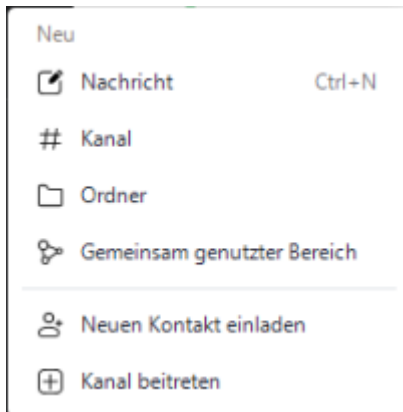 Neu
Nachricht Ctrl+N
# Kanal
Ordner
Gemeinsam genutzter Bereich
Neuen Kontakt einladen
Kanal beitreten